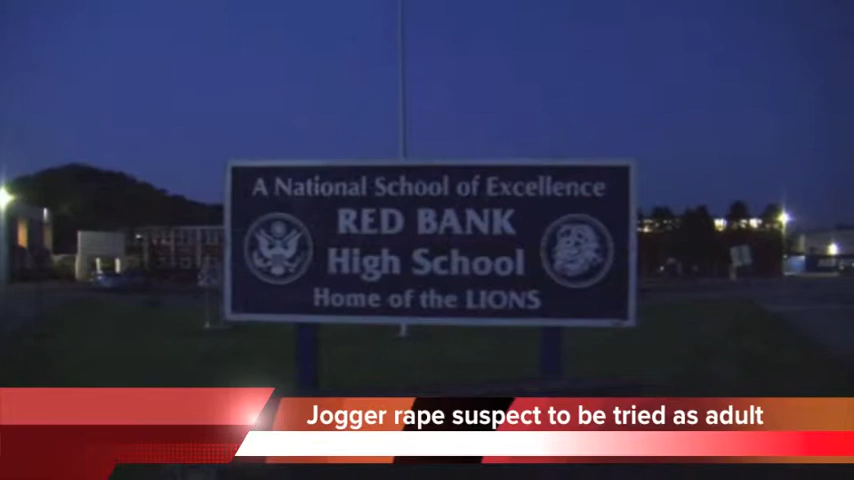 A National School of Excellence
RED BANK
High School
Home of the LIONS
Jogger rape suspect to be tried as adult